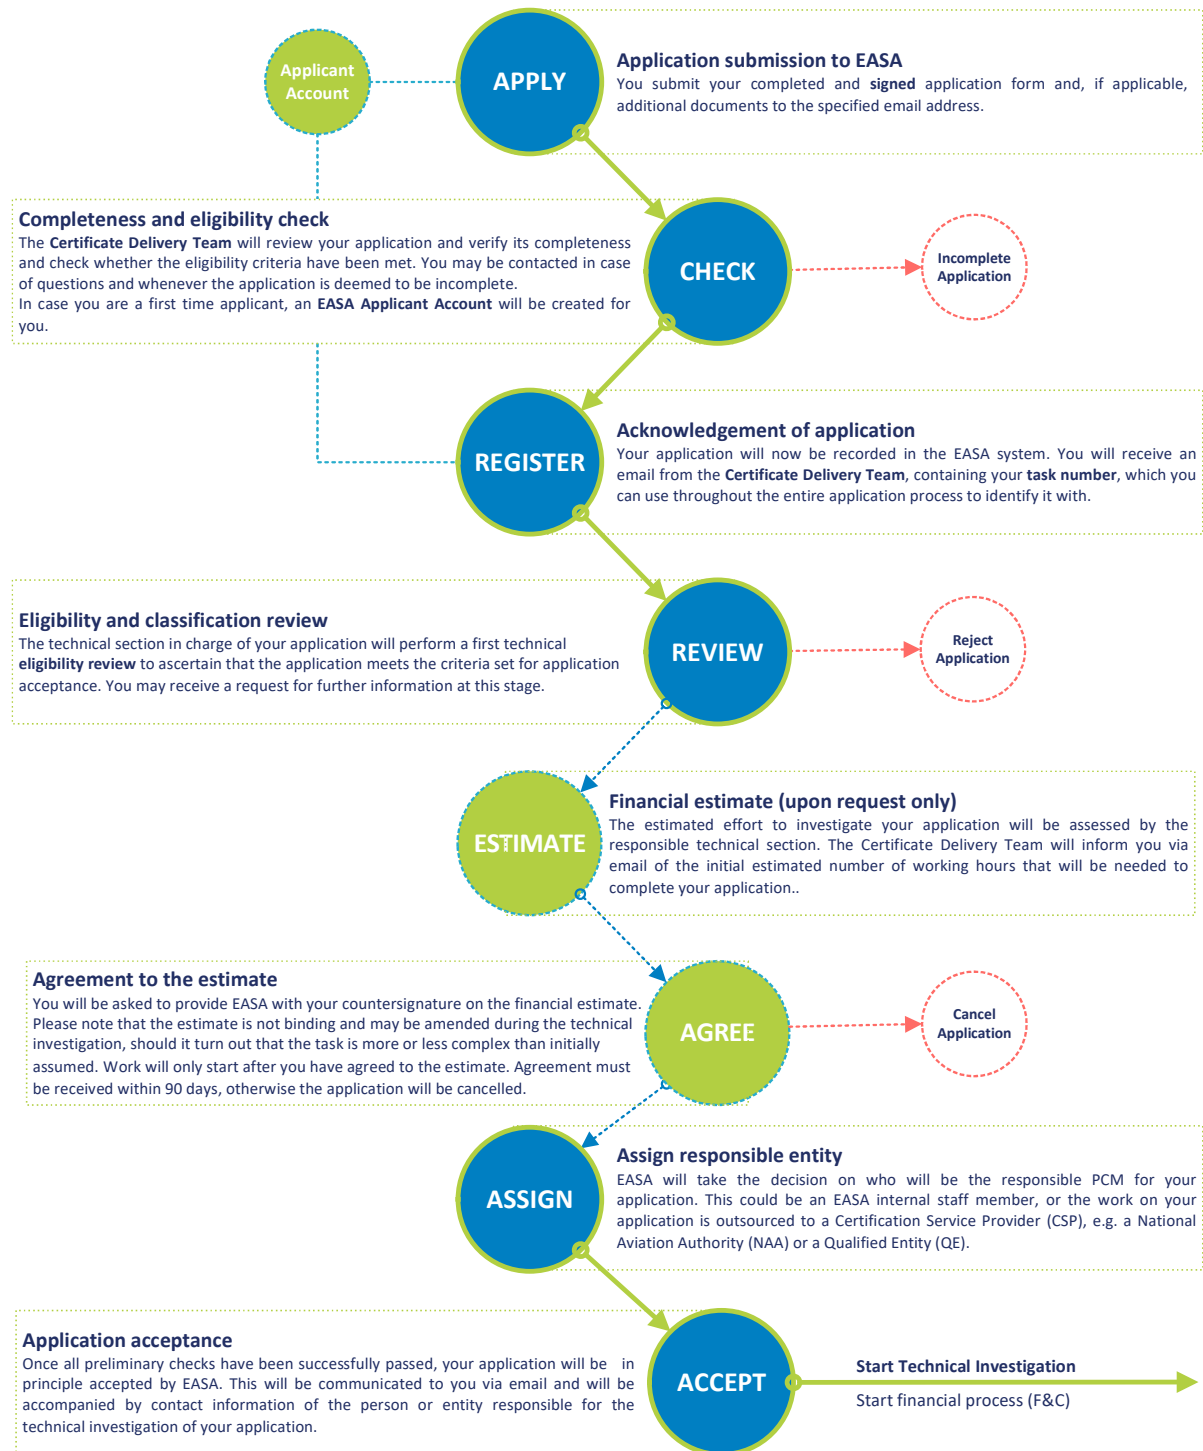 Applicant
Account
APPLY
Application submission to EASA
You submit your completed and signed application form and, if applicable,
additional documents to the specified email address.
Completeness and eligibility check
The Certificate Delivery Team will review your application and verify its completeness
and check whether the eligibility criteria have been met. You may be contacted in case
of questions and whenever the application is deemed to be incomplete.
In case you are a first time applicant, an EASA Applicant Account will be created for
you.
CHECK
Incomplete
Application
REGISTER
Acknowledgement of application
Your application will now be recorded in the EASA system. You will receive an
email from the Certificate Delivery Team, containing your task number, which you
can use throughout the entire application process to identify it with.
Eligibility and classification review
The technical section in charge of your application will perform a first technical
eligibility review to ascertain that the application meets the criteria set for application
acceptance. You may receive a request for further information at this stage.
REVIEW
Reject
Application
ESTIMATE
Financial estimate (upon request only)
The estimated effort to investigate your application will be assessed by the
responsible technical section. The Certificate Delivery Team will inform you via
email of the initial estimated number of working hours that will be needed to
complete your application..
Agreement to the estimate
You will be asked to provide EASA with your countersignature on the financial estimate.
Please note that the estimate is not binding and may be amended during the technical
investigation, should it turn out that the task is more or less complex than initially
assumed. Work will only start after you have agreed to the estimate. Agreement must
be received within 90 days, otherwise the application will be cancelled.
AGREE
Cancel
Application
ASSIGN
Assign responsible entity
EASA will take the decision on who will be the responsible PCM for your
application. This could be an EASA internal staff member, or the work on your
application is outsourced to a Certification Service Provider (CSP), e.g. a National
Aviation Authority (NAA) or a Qualified Entity (QE).
Application acceptance
Once all preliminary checks have been successfully passed, your application will be in
principle accepted by EASA. This will be communicated to you via email and will be
accompanied by contact information of the person or entity responsible for the
technical investigation of your application.
ACCEPT
Start Technical Investigation
Start financial process (F&C)